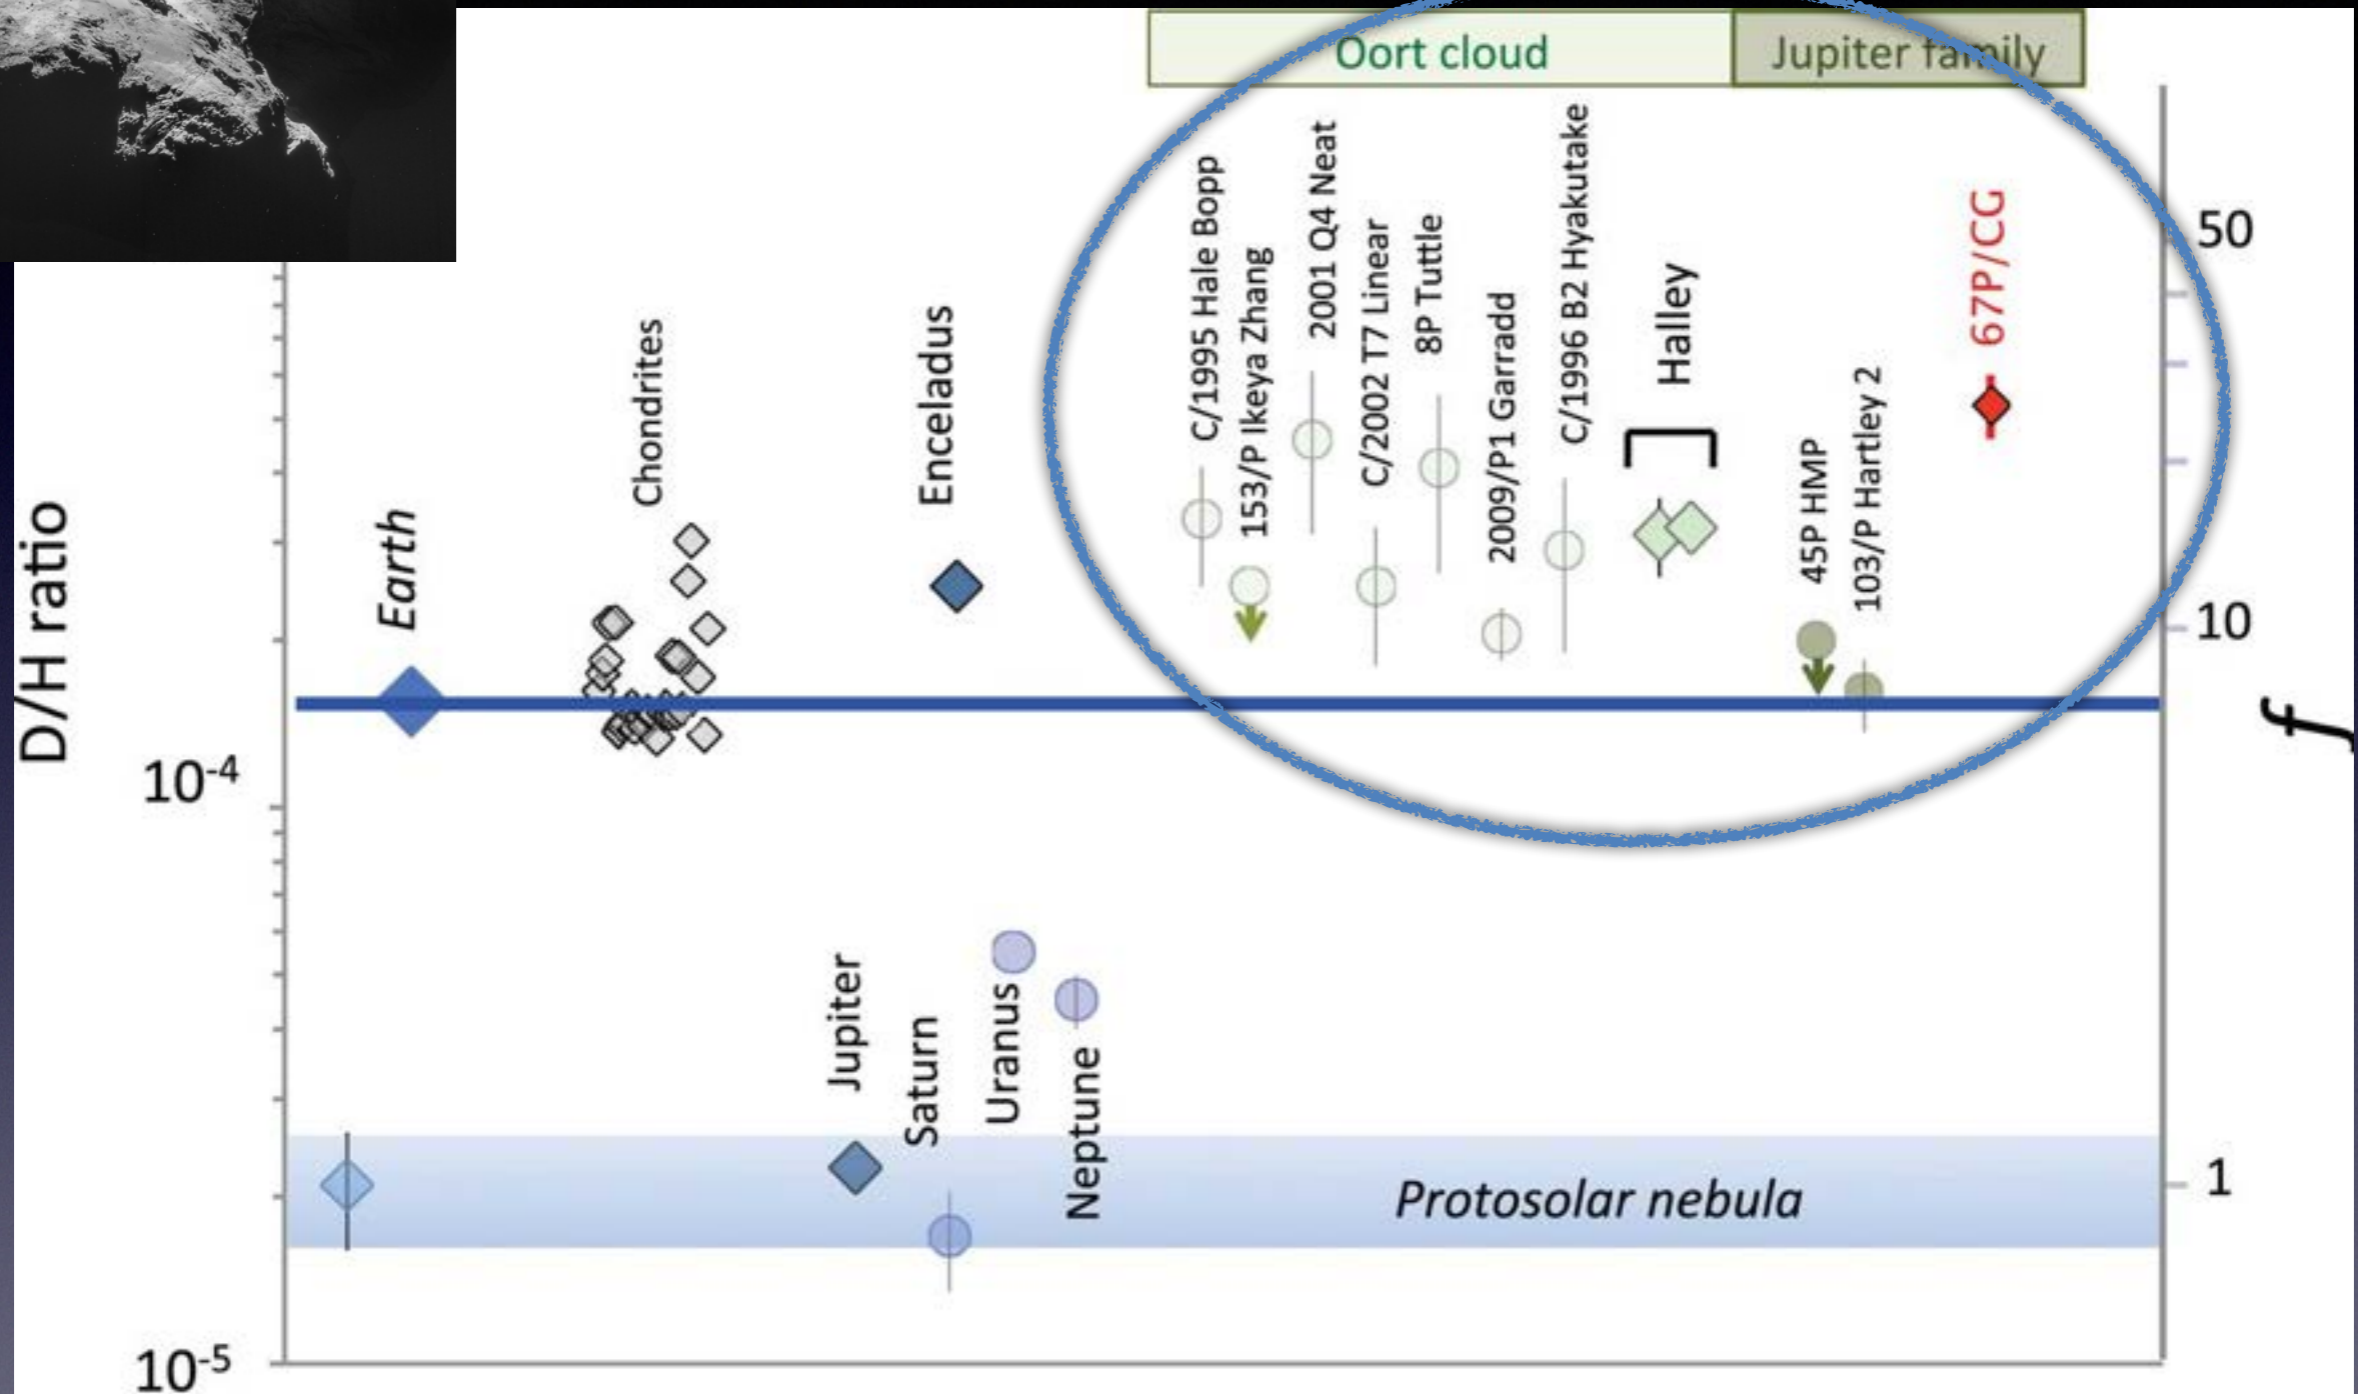 Oort cloud
Jupiter family
C/1995 Hale Bopp
153/P Ikeya Zhang
2001 Q4 Neat
C/2002 T7 Linear
8P Tuttle
2009/P1 Garradd
C/1996 B2 Hyakutake
Halley
45P HMP
103/P Hartley 2
67P/CG
Earth
Chondrites
Enceladus
Jupiter
Saturn
Uranus
Neptune
Protosolar nebula
D/H ratio
10-4
10-5
50
10
1
f